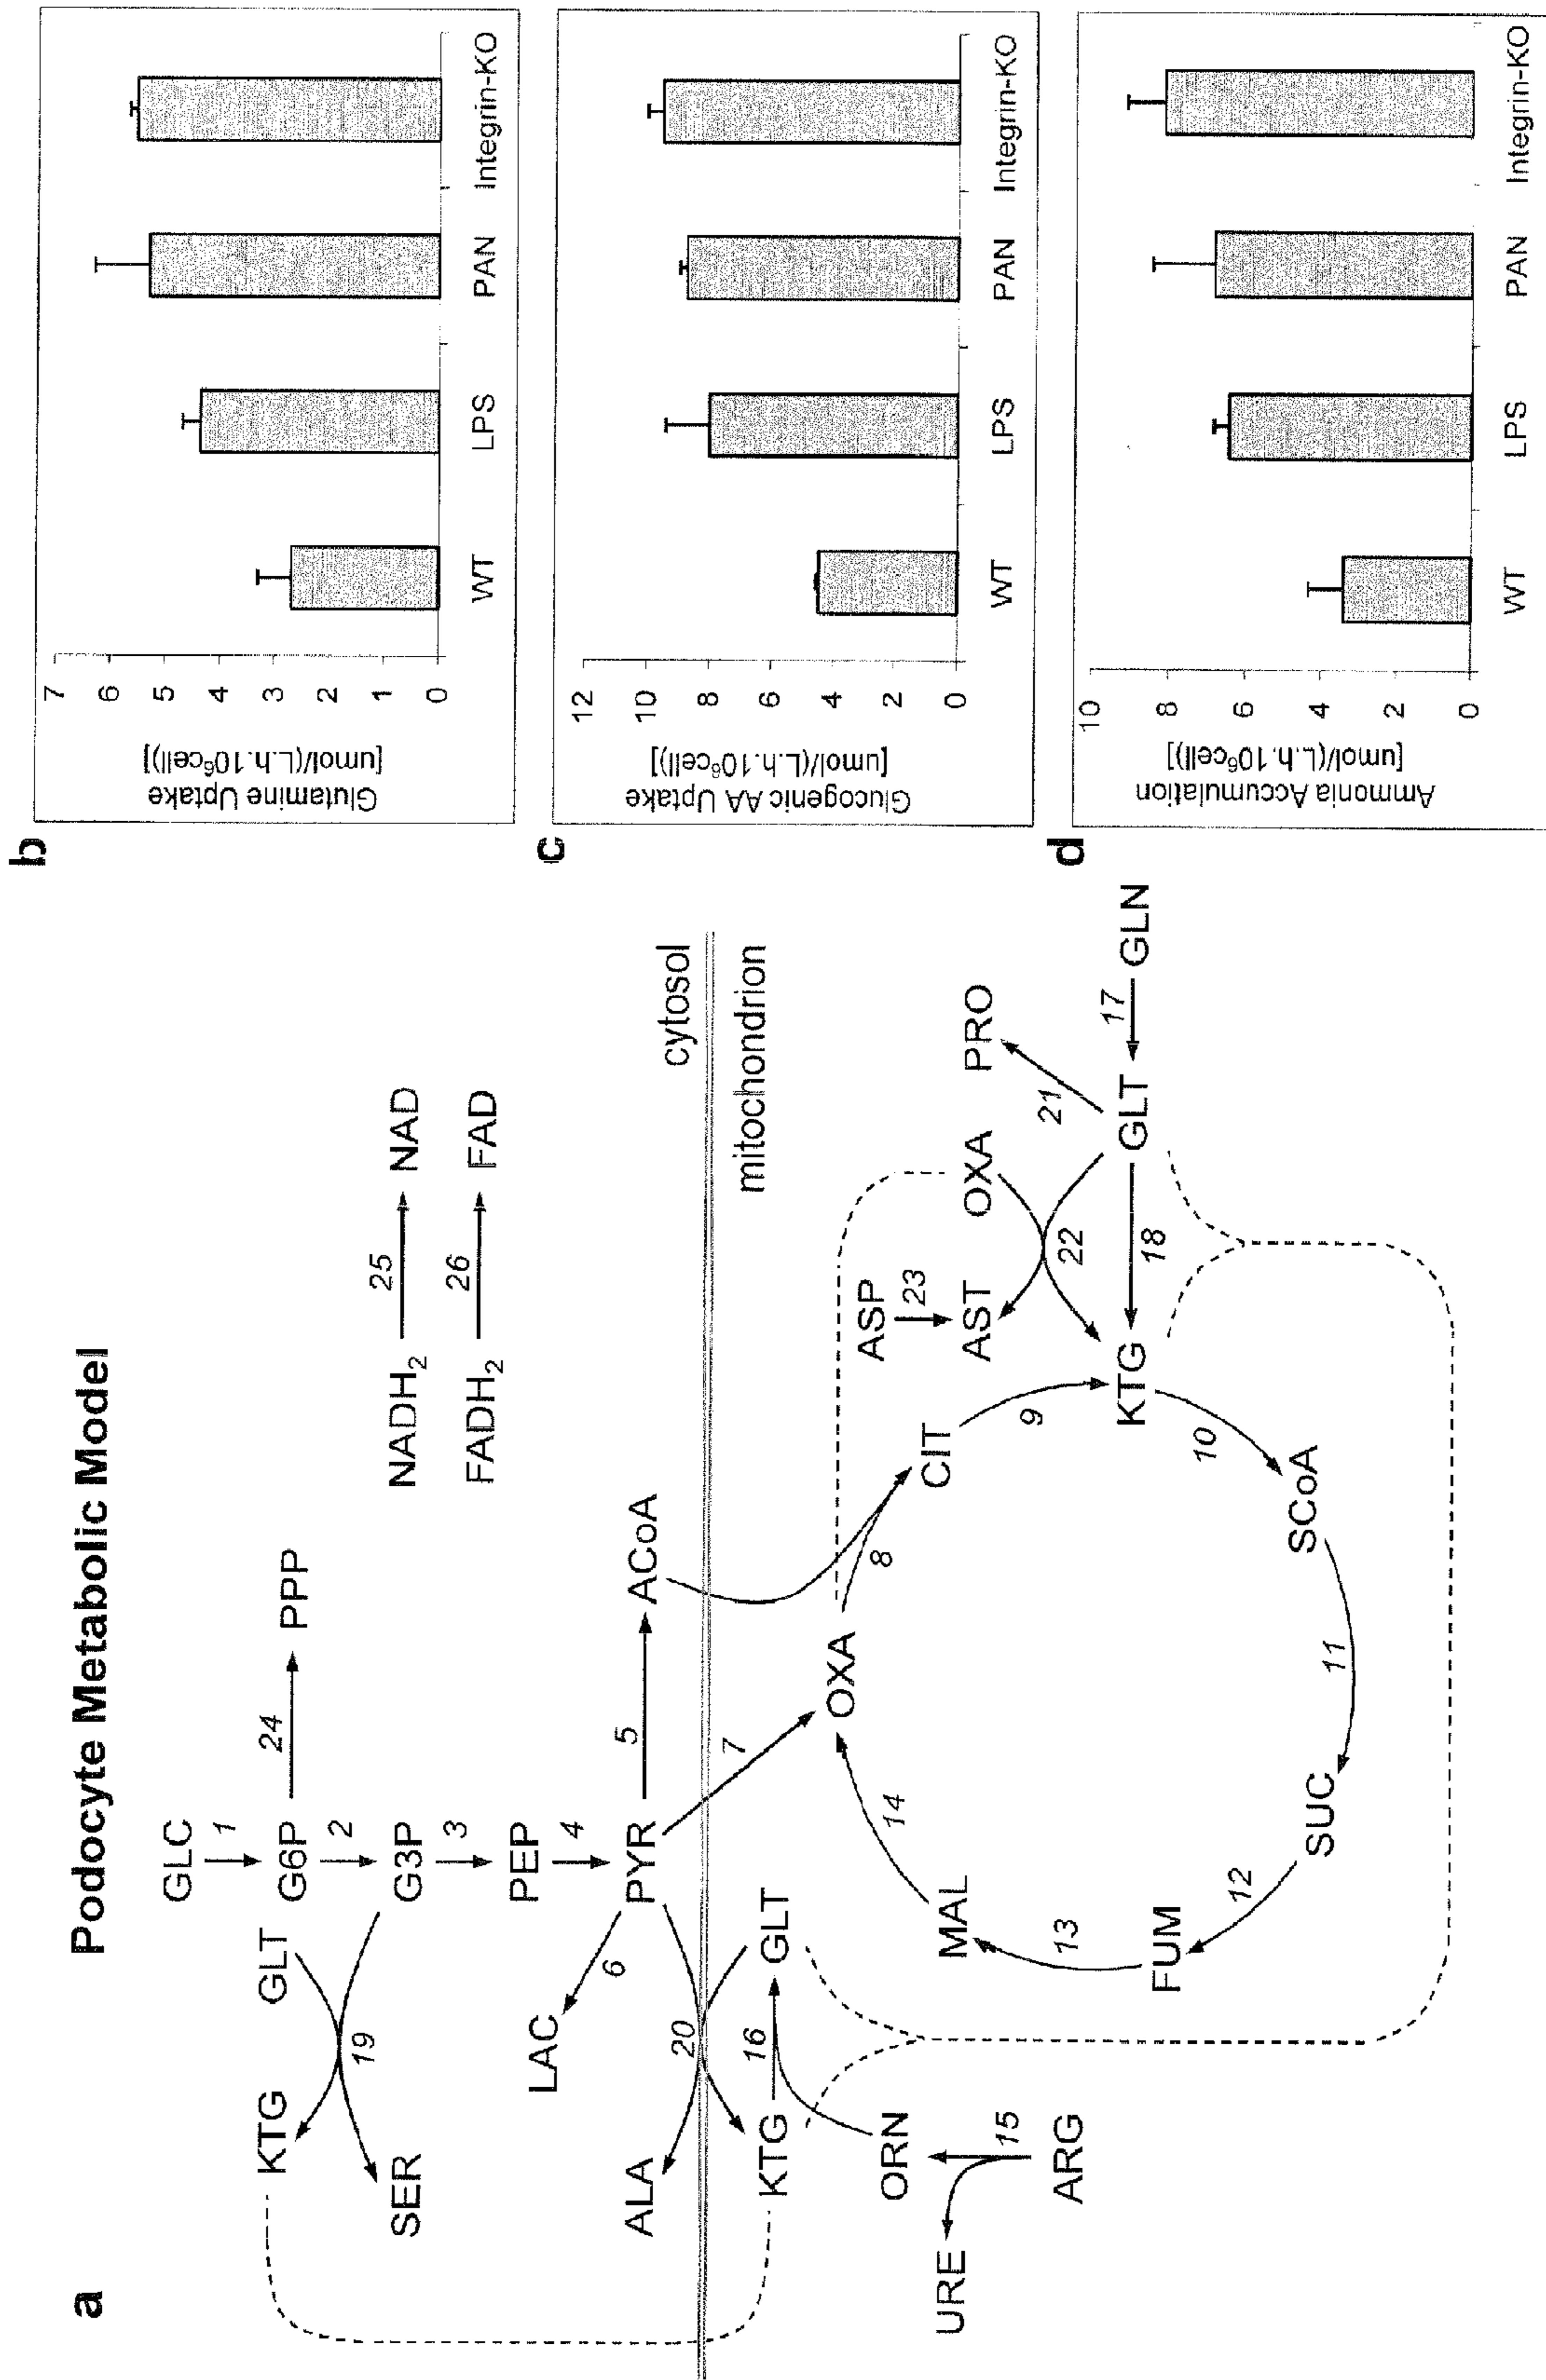 a
Podocyte Metabolic Model
GLC
1
G6P
24
PPP
GLT
2
KTG
19
G3P
NADH2
25
NAD
SER
3
PEP
FADH2
26
FAD
LAC
6
4
ALA
PYR
5
ACoA
cytosol
20
7
mitochondrion
KTG
16
GLT
OXA
8
ASP
23
ORN
CIT
AST
OXA
PRO
URE
15
MAL
14
9
22
21
ARG
13
KTG
18
GLT
17
GLN
FUM
12
10
SUC
11
SCoA
b
Glutamine Uptake
[umol/(L.h.10⁶cell)]
7
6
5
4
3
2
1
0
WT LPS PAN Integrin-KO
c
Glucogenic AA Uptake
[umol/(L.h.10⁶cell)]
12
10
8
6
4
2
0
WT LPS PAN Integrin-KO
d
Ammonia Accumulation
[umol/(L.h.10⁶cell)]
10
8
6
4
2
0
WT LPS PAN Integrin-KO